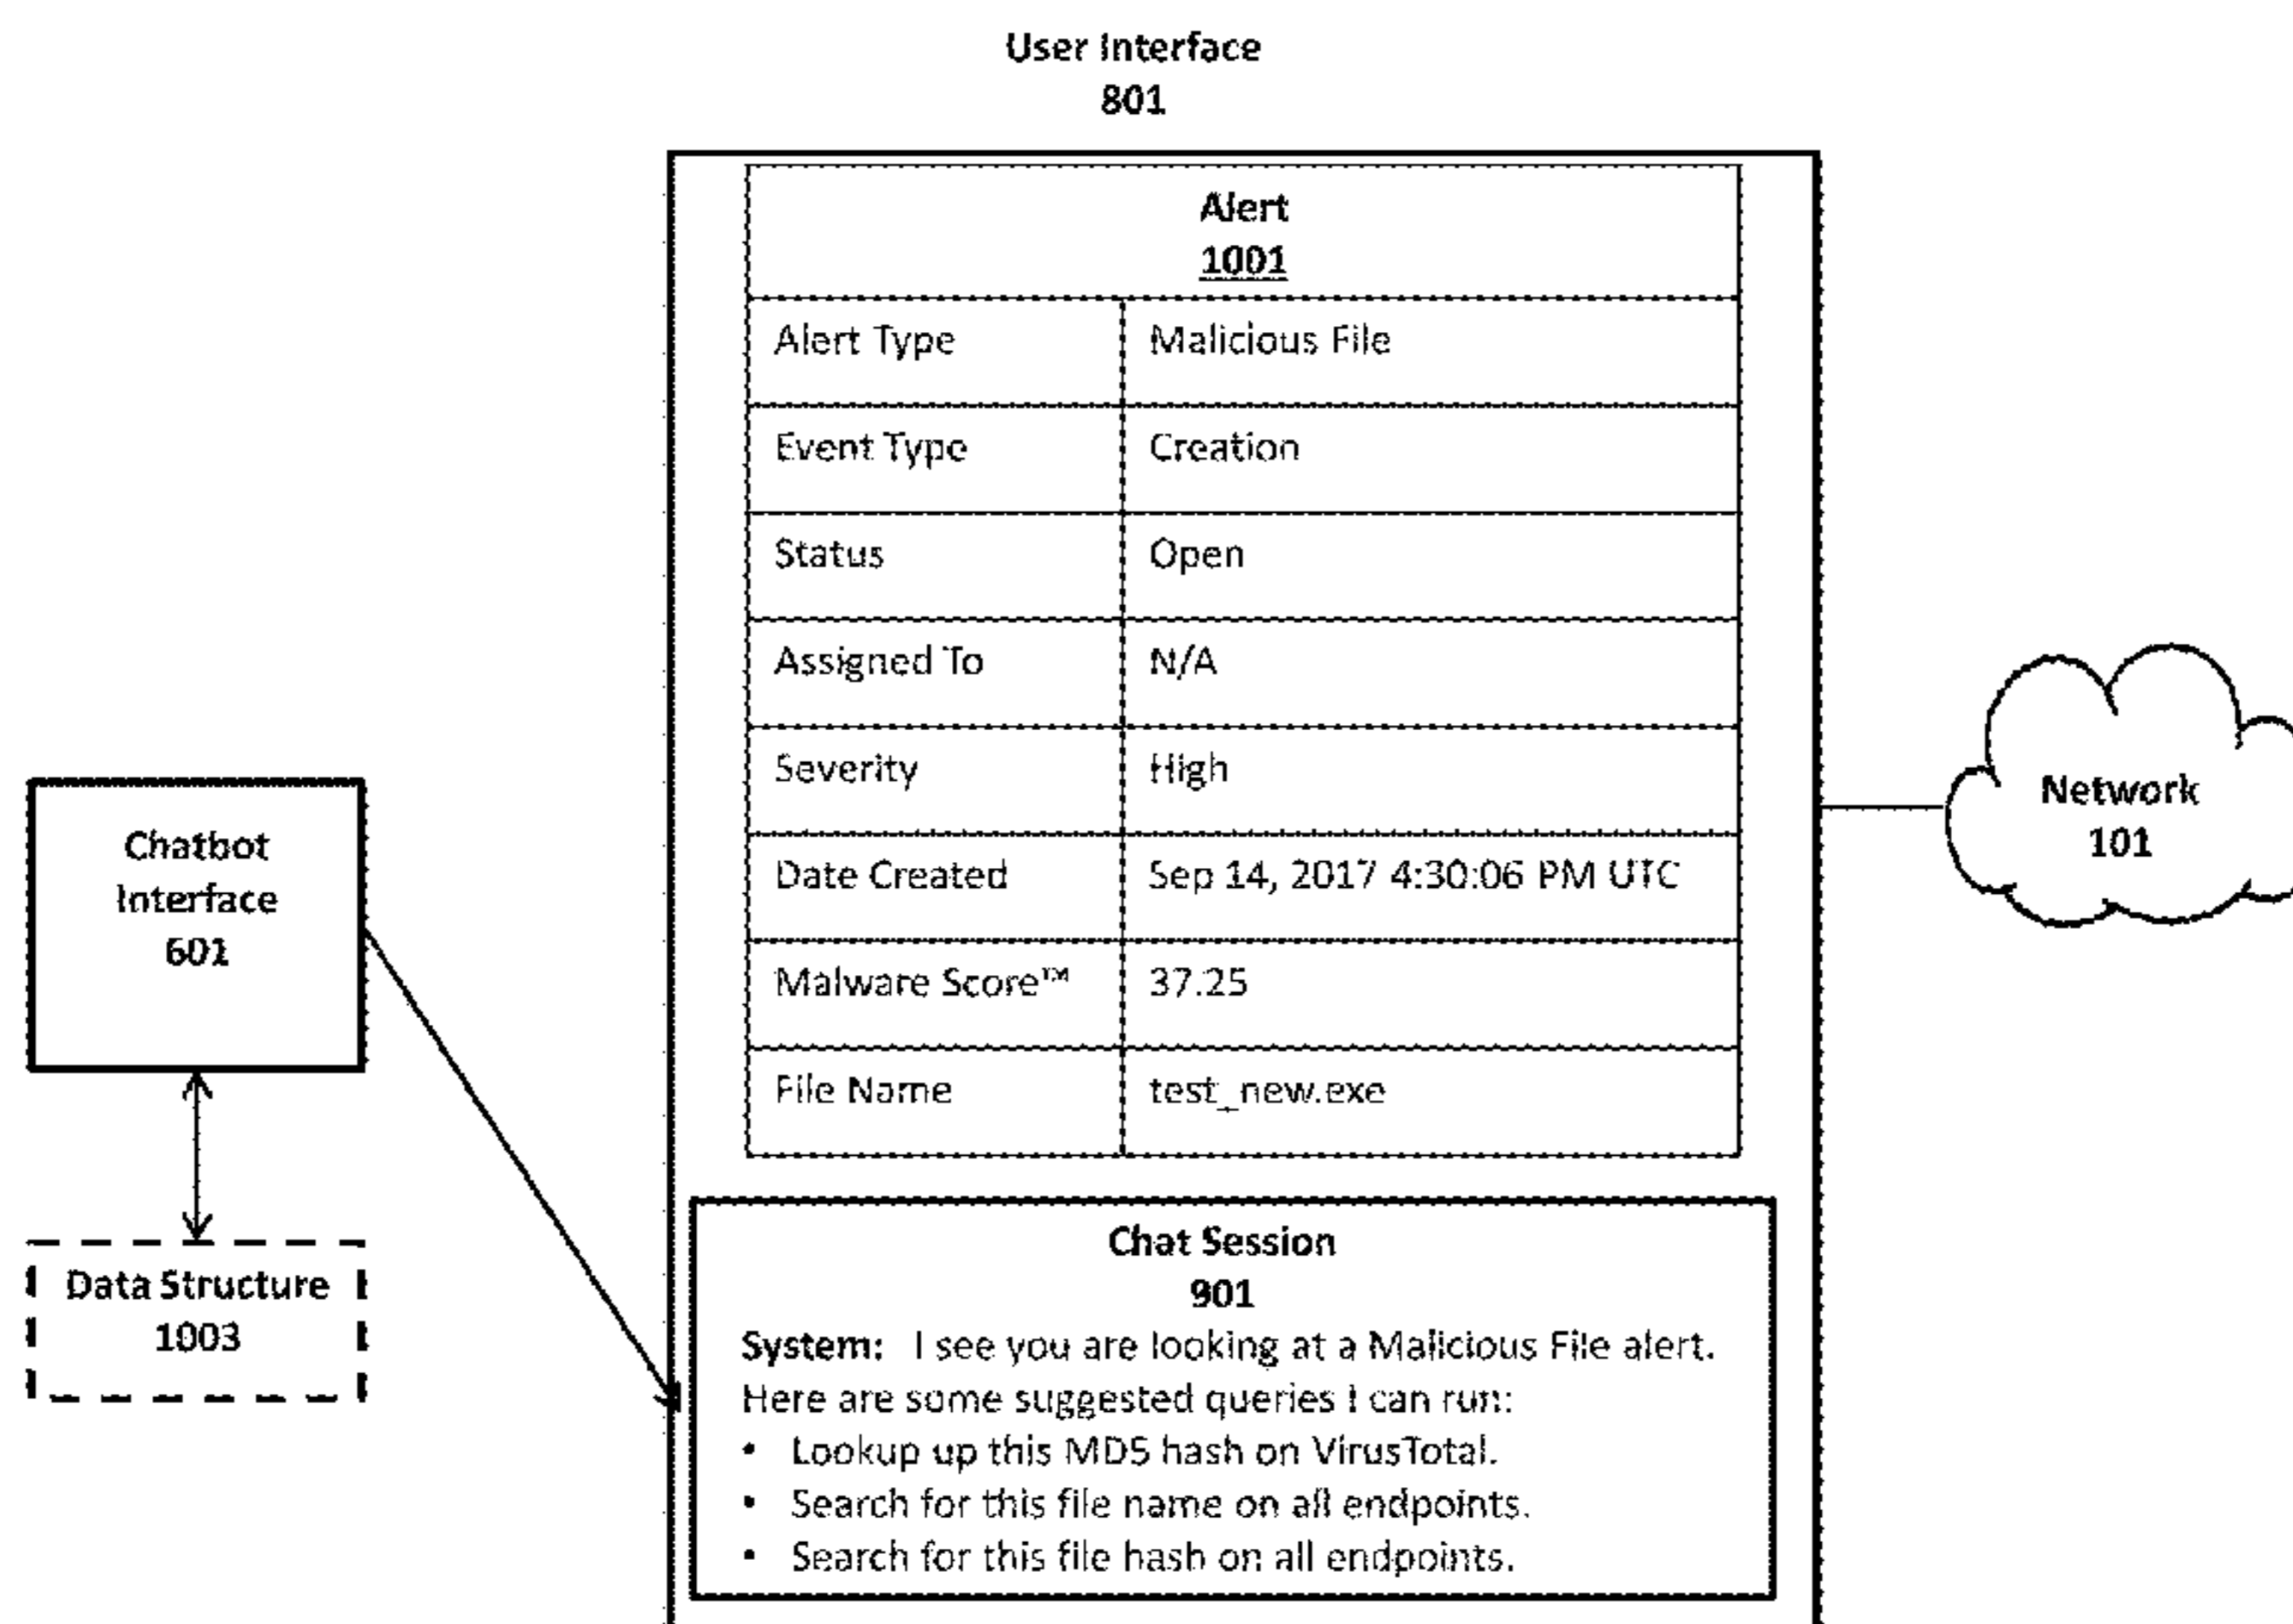 User Interface
801
Alert
1001
Alert Type Malicious File
Event Type Creation
Status Open
Assigned To N/A
Severity High
Date Created Sep 14, 2017 4:30:06 PM UTC
Malware Score™ 37.25
File Name test_new.exe
Chatbot
Interface
601
Data Structure
1003
Network
101
Chat Session
901
System: I see you are looking at a Malicious File alert.
Here are some suggested queries I can run:
• Lookup up this MD5 hash on VirusTotal.
• Search for this file name on all endpoints.
• Search for this file hash on all endpoints.